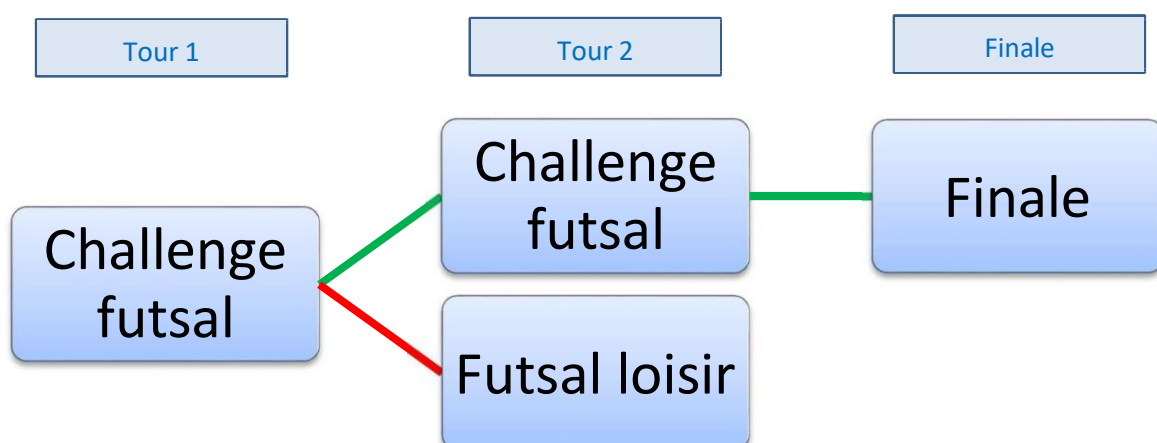 Tour 1
Tour 2
Finale
Challenge
futsal
Challenge
futsal
Futsal loisir
Finale